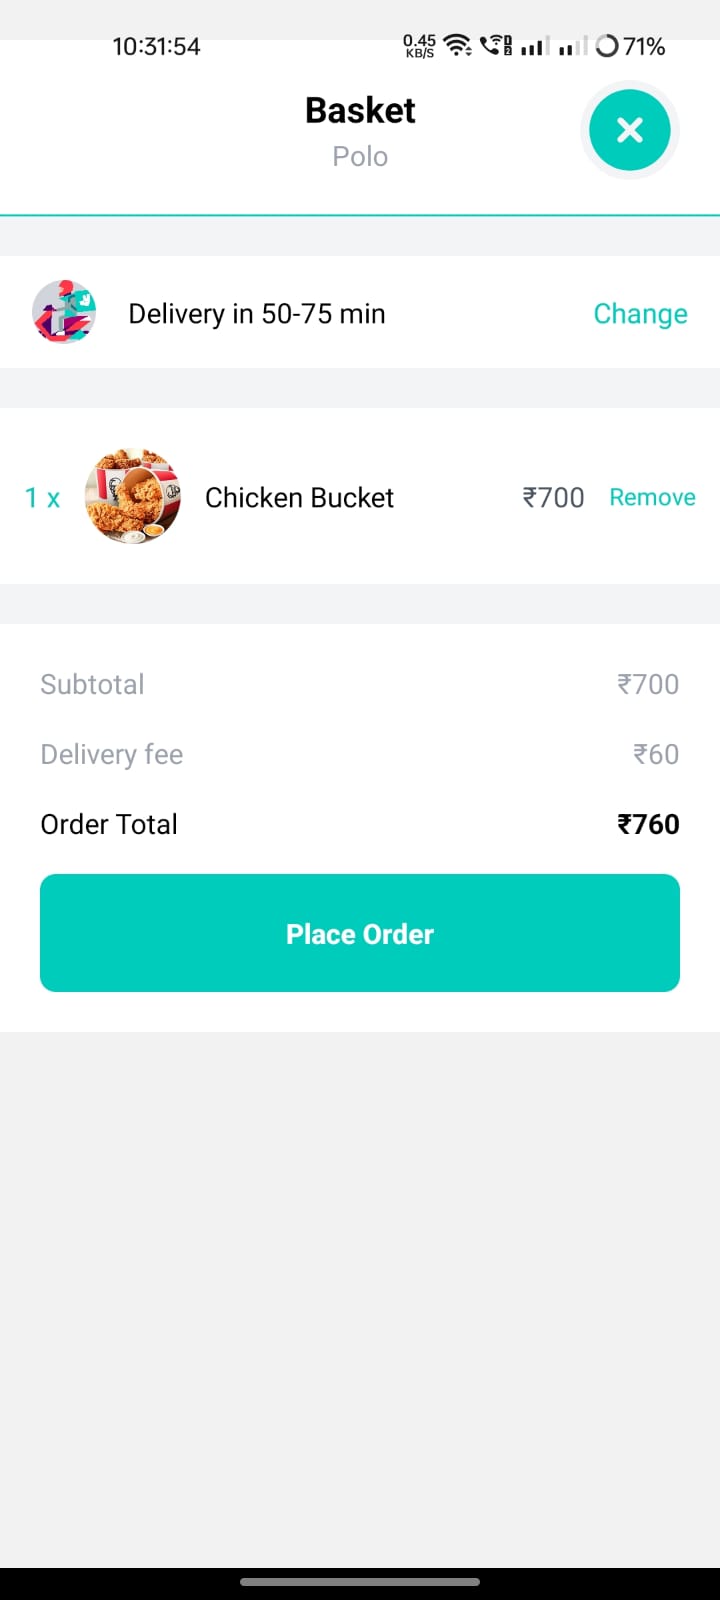 10:31:54 0.45 KB/S 71%
Basket
Polo
Delivery in 50-75 min Change
1 x Chicken Bucket ₹700 Remove
Subtotal ₹700
Delivery fee ₹60
Order Total ₹760
Place Order